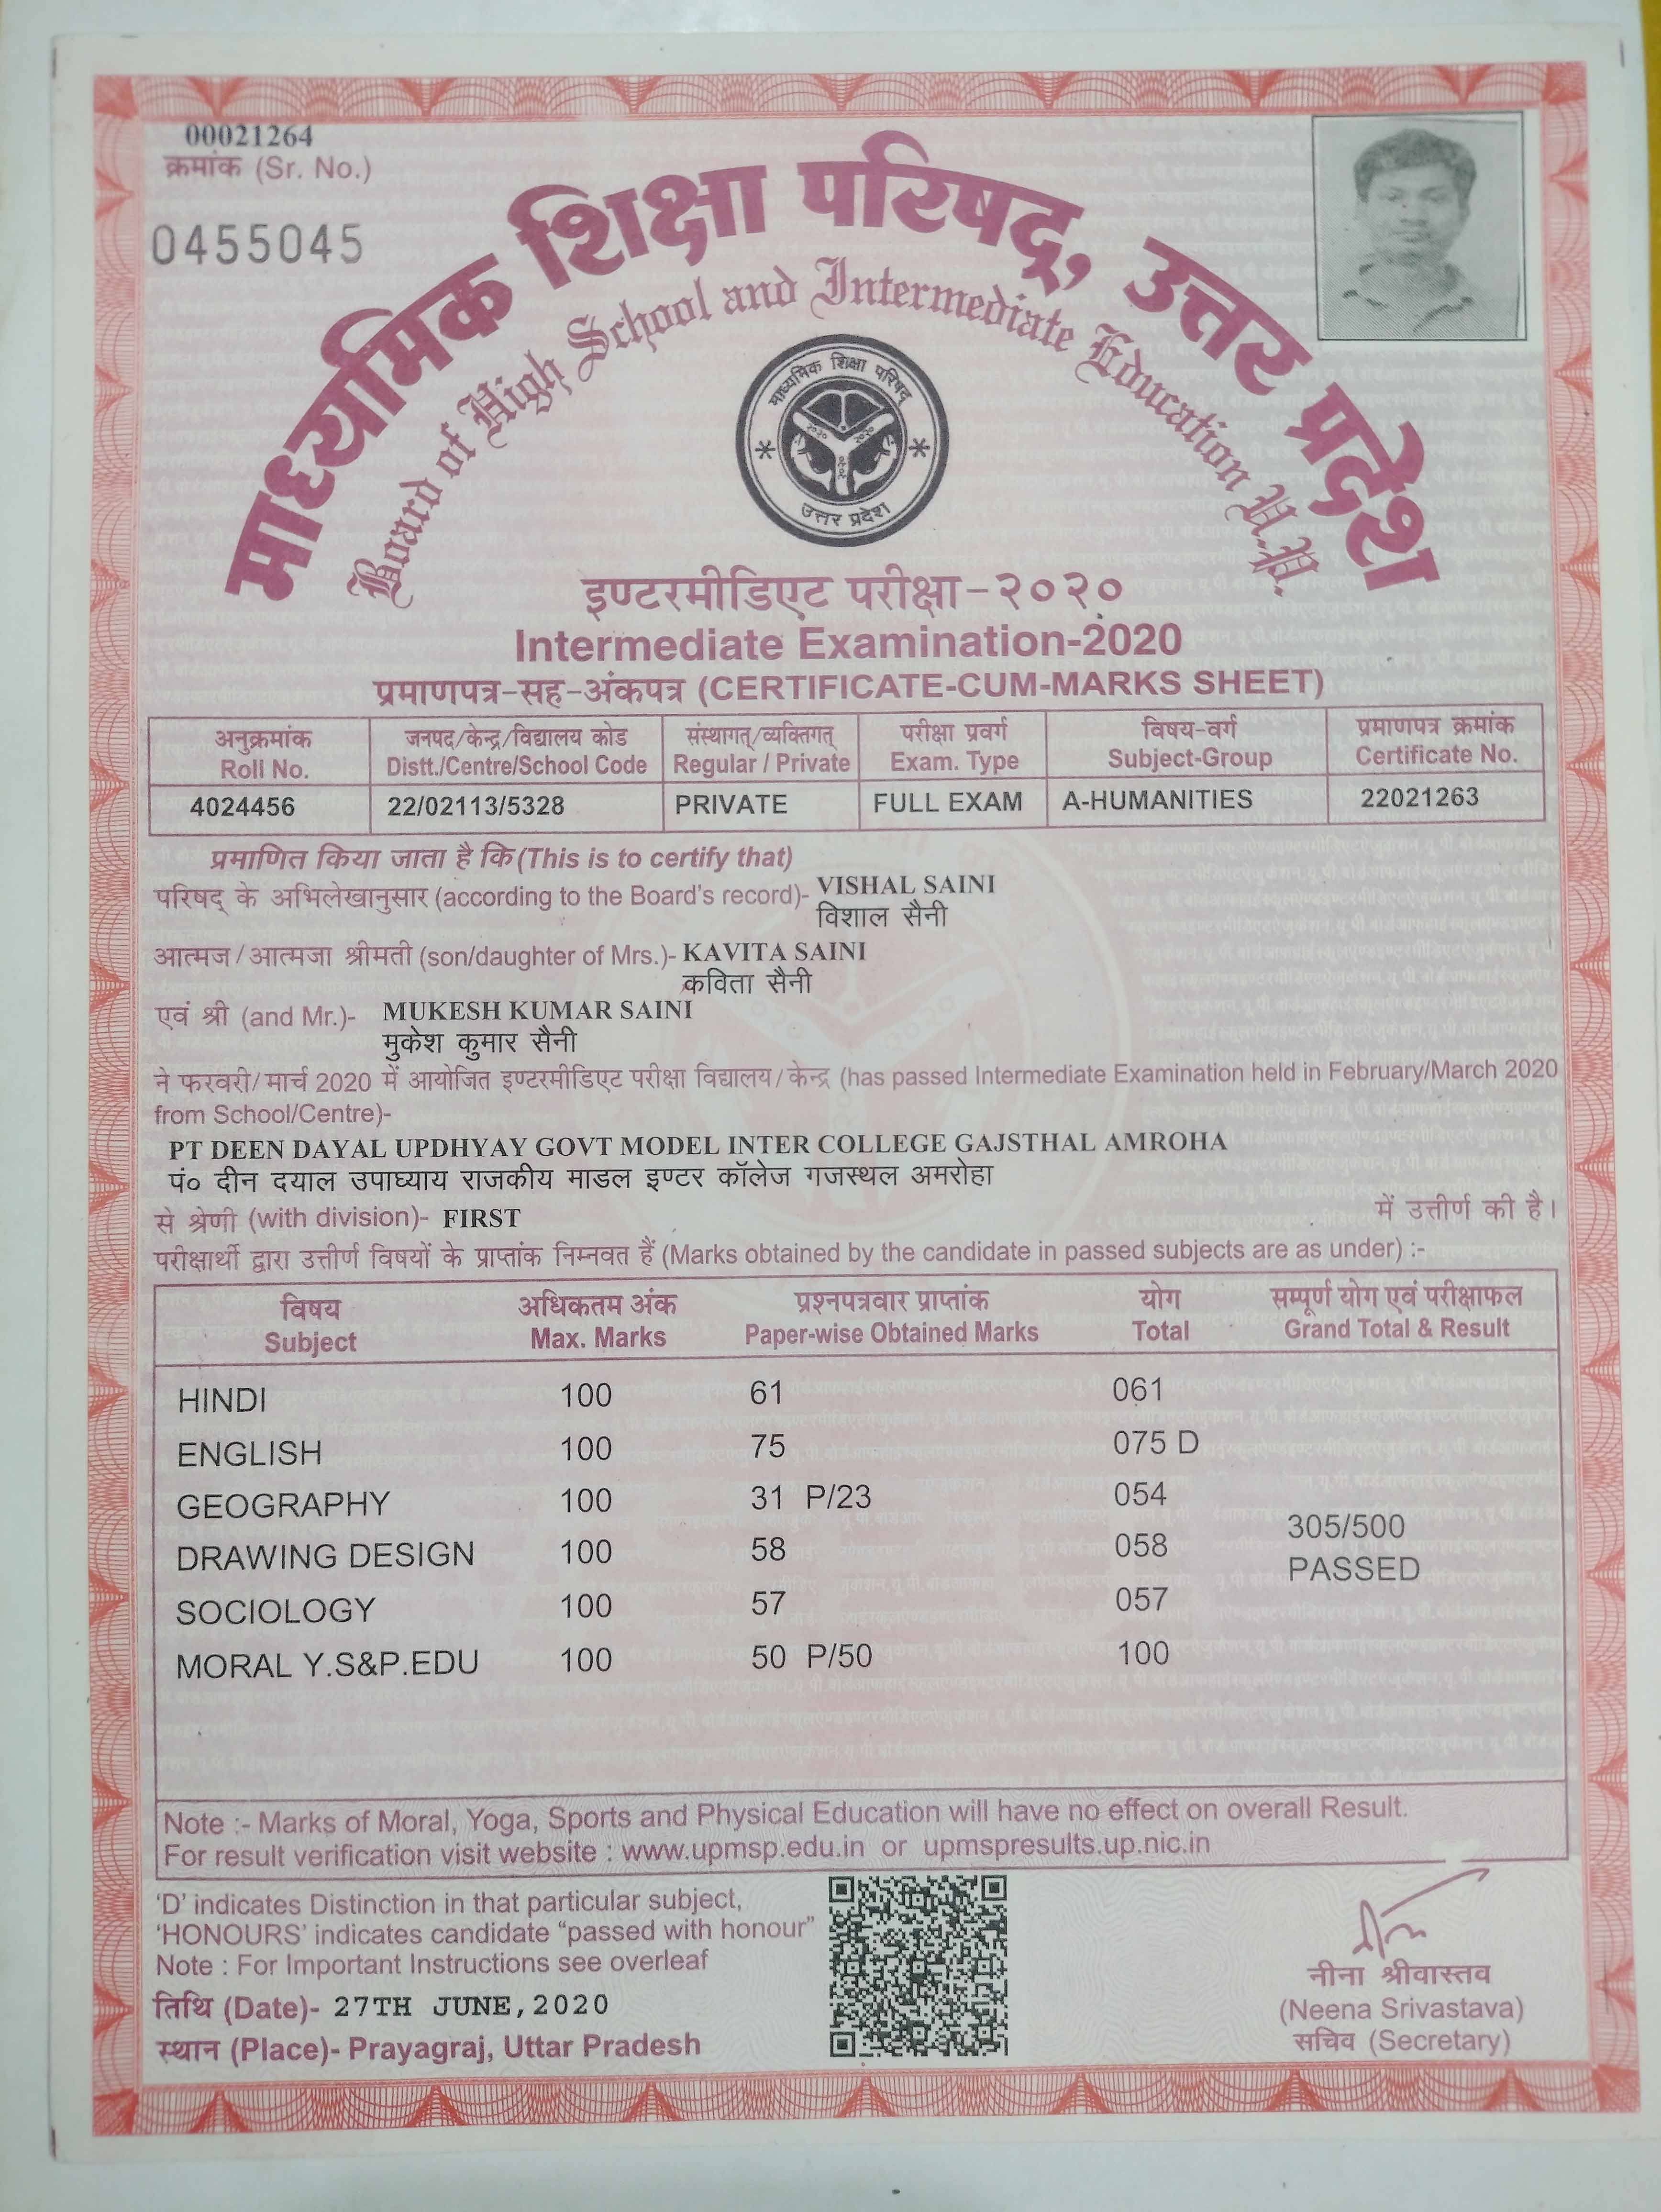 00021264
क्रमांक (Sr. No.)
0455045
माध्यमिक शिक्षा परिषद्, उत्तर प्रदेश
Board of High School and Intermediate Education U.P.
माध्यमिक शिक्षा परिषद्
उत्तर प्रदेश
इण्टरमीडिएट परीक्षा-२०२०
Intermediate Examination-2020
प्रमाणपत्र-सह-अंकपत्र (CERTIFICATE-CUM-MARKS SHEET)
अनुक्रमांक जनपद/केन्द्र/विद्यालय कोड संस्थागत्/व्यक्तिगत् परीक्षा प्रवर्ग विषय-वर्ग प्रमाणपत्र क्रमांक
Roll No. Distt./Centre/School Code Regular / Private Exam. Type Subject-Group Certificate No.
4024456 22/02113/5328 PRIVATE FULL EXAM A-HUMANITIES 22021263
प्रमाणित किया जाता है कि (This is to certify that)
परिषद् के अभिलेखानुसार (according to the Board's record)- VISHAL SAINI
विशाल सैनी
आत्मज/आत्मजा श्रीमती (son/daughter of Mrs.)- KAVITA SAINI
कविता सैनी
एवं श्री (and Mr.)- MUKESH KUMAR SAINI
मुकेश कुमार सैनी
ने फरवरी/मार्च 2020 में आयोजित इण्टरमीडिएट परीक्षा विद्यालय/केन्द्र (has passed Intermediate Examination held in February/March 2020
from School/Centre)-
PT DEEN DAYAL UPDHYAY GOVT MODEL INTER COLLEGE GAJSTHAL AMROHA
पं० दीन दयाल उपाघ्याय राजकीय माडल इण्टर कॉलेज गजस्थल अमरोहा
से श्रेणी (with division)- FIRST में उत्तीर्ण की है।
परीक्षार्थी द्वारा उत्तीर्ण विषयों के प्राप्तांक निम्नवत हैं (Marks obtained by the candidate in passed subjects are as under) :-
विषय अधिकतम अंक प्रश्नपत्रवार प्राप्तांक योग सम्पूर्ण योग एवं परीक्षाफल
Subject Max. Marks Paper-wise Obtained Marks Total Grand Total & Result
HINDI 100 61 061
ENGLISH 100 75 075 D
GEOGRAPHY 100 31 P/23 054
305/500
DRAWING DESIGN 100 58 058
PASSED
SOCIOLOGY 100 57 057
MORAL Y.S&P.EDU 100 50 P/50 100
Note :- Marks of Moral, Yoga, Sports and Physical Education will have no effect on overall Result.
For result verification visit website : www.upmsp.edu.in or upmspresults.up.nic.in
'D' indicates Distinction in that particular subject,
'HONOURS' indicates candidate "passed with honour"
Note : For Important Instructions see overleaf
तिथि (Date)- 27TH JUNE,2020
स्थान (Place)- Prayagraj, Uttar Pradesh
नीना श्रीवास्तव
(Neena Srivastava)
सचिव (Secretary)